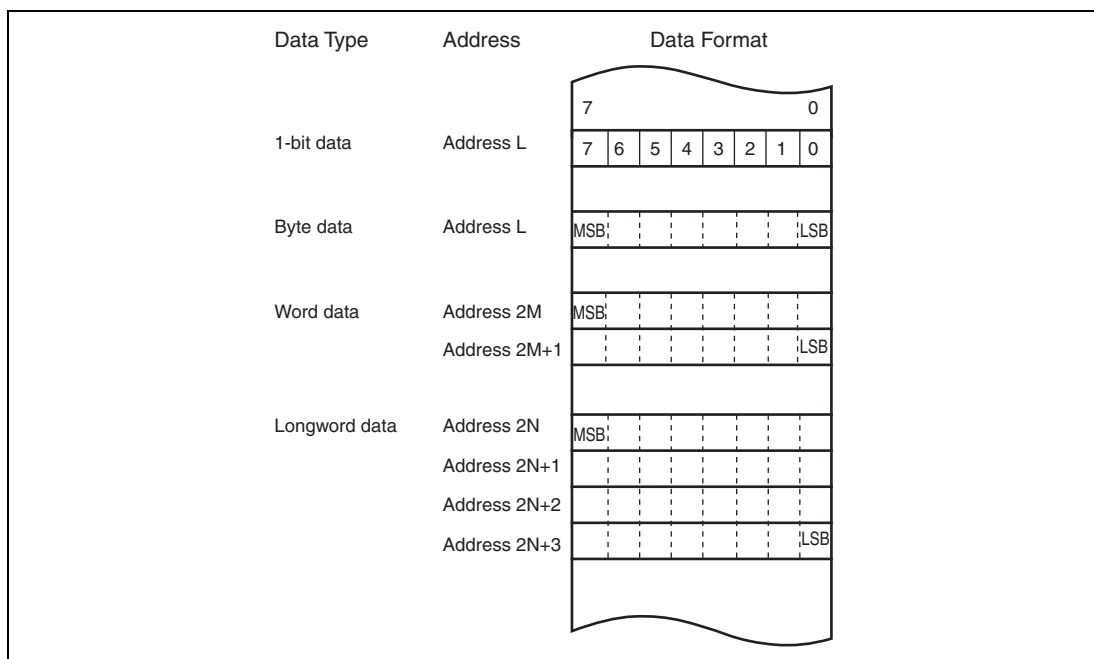 Data Type Address Data Format
7 0
1-bit data Address L 7 6 5 4 3 2 1 0
Byte data Address L MSB LSB
Word data Address 2M MSB
Address 2M+1 LSB
Longword data Address 2N MSB
Address 2N+1
Address 2N+2
Address 2N+3 LSB